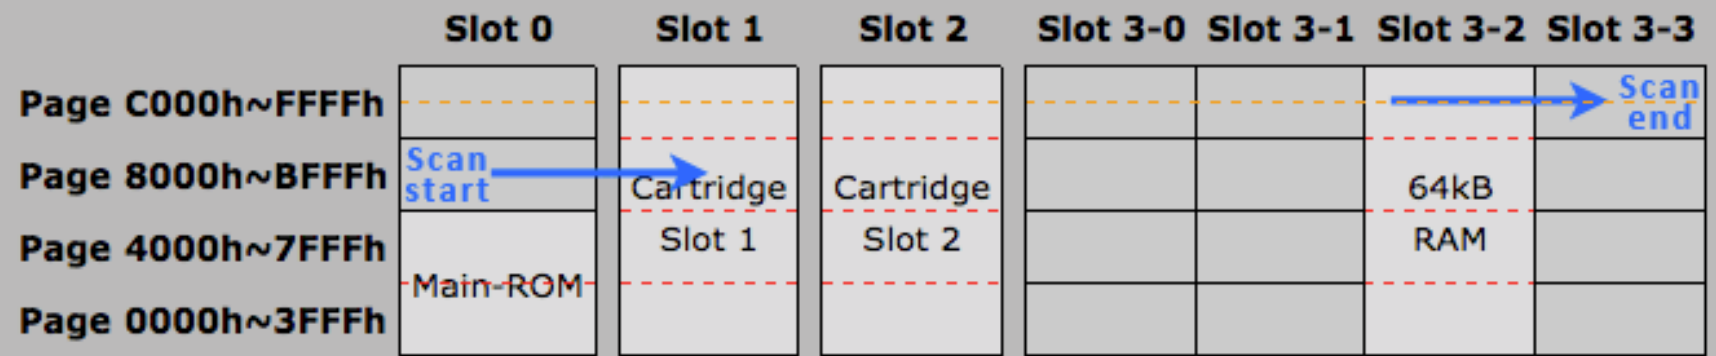 Slot 0 Slot 1 Slot 2 Slot 3-0 Slot 3-1 Slot 3-2 Slot 3-3
Page C000h~FFFFh
Scan
end
Page 8000h~BFFFh
Scan
start
Cartridge
Slot 1
Cartridge
Slot 2
64kB
RAM
Page 4000h~7FFFh
Main-ROM
Page 0000h~3FFFh